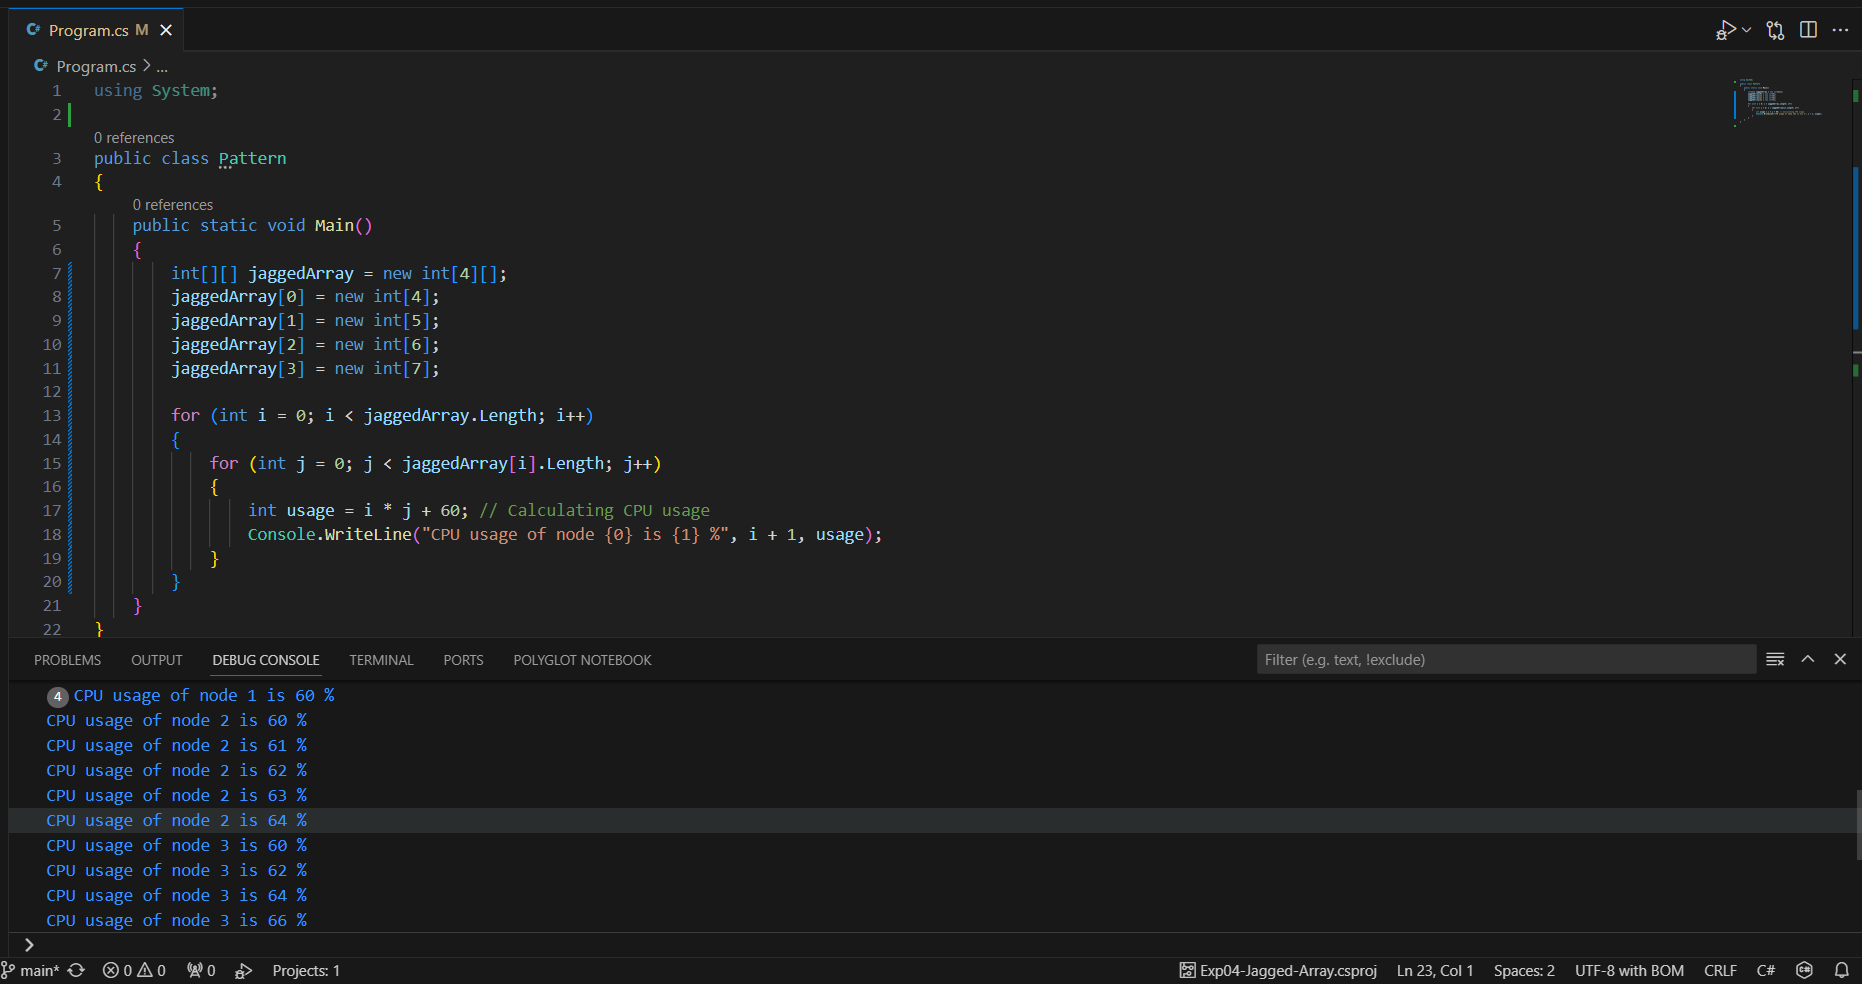 Program.cs M
Program.cs > ...
1 using System;
2
0 references
3 public class Pattern
4 {
0 references
5 public static void Main()
6 {
7 int[][] jaggedArray = new int[4][];
8 jaggedArray[0] = new int[4];
9 jaggedArray[1] = new int[5];
10 jaggedArray[2] = new int[6];
11 jaggedArray[3] = new int[7];
12
13 for (int i = 0; i < jaggedArray.Length; i++)
14 {
15 for (int j = 0; j < jaggedArray[i].Length; j++)
16 {
17 int usage = i * j + 60; // Calculating CPU usage
18 Console.WriteLine("CPU usage of node {0} is {1} %", i + 1, usage);
19 }
20 }
21 }
22 }
PROBLEMS OUTPUT DEBUG CONSOLE TERMINAL PORTS POLYGLOT NOTEBOOK Filter (e.g. text, !exclude)
4 CPU usage of node 1 is 60 %
CPU usage of node 2 is 60 %
CPU usage of node 2 is 61 %
CPU usage of node 2 is 62 %
CPU usage of node 2 is 63 %
CPU usage of node 2 is 64 %
CPU usage of node 3 is 60 %
CPU usage of node 3 is 62 %
CPU usage of node 3 is 64 %
CPU usage of node 3 is 66 %
main* 0 0 0 Projects: 1 Exp04-Jagged-Array.csproj Ln 23, Col 1 Spaces: 2 UTF-8 with BOM CRLF C#